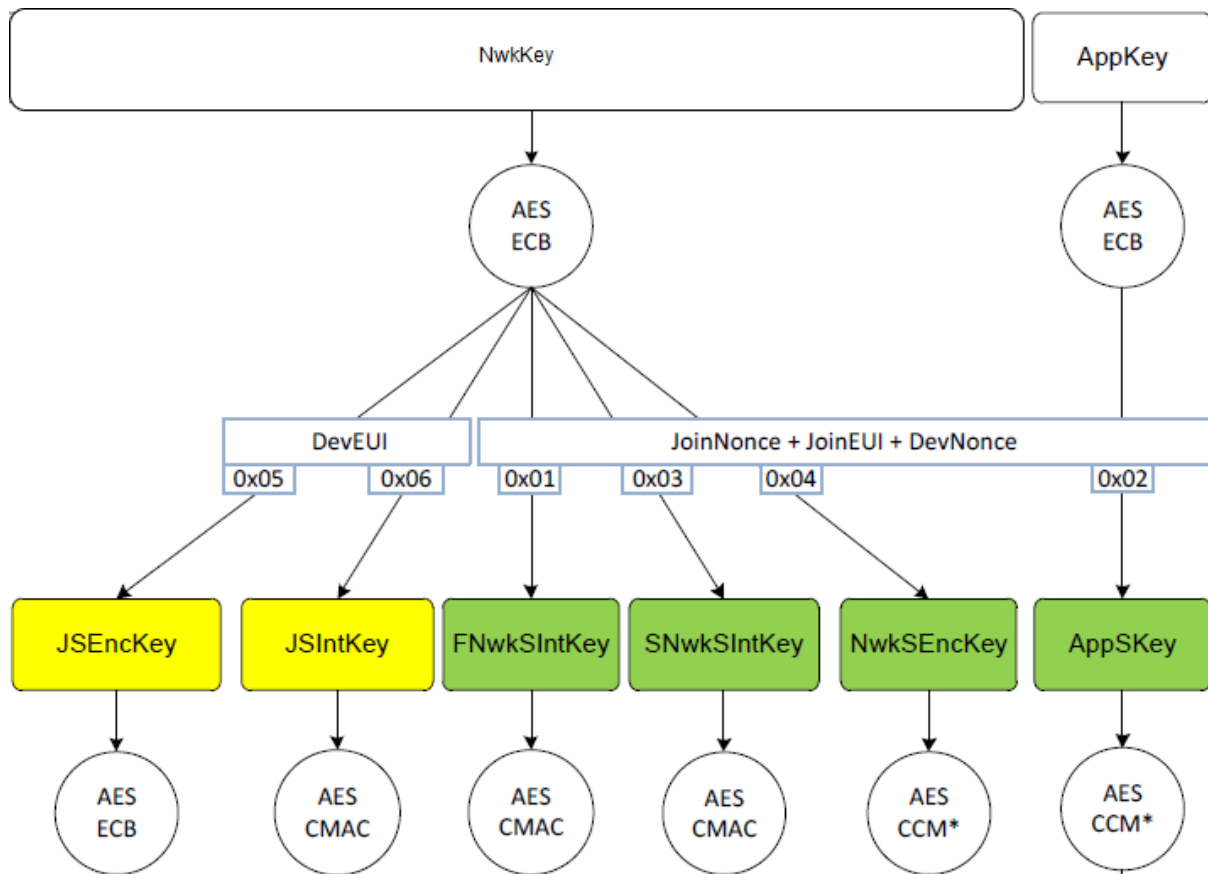 NwkKey
AppKey
AES
ECB
AES
ECB
DevEUI
JoinNonce + JoinEUI + DevNonce
0x05
0x06
0x01
0x03
0x04
0x02
JSEncKey
JSIntKey
FNwkSIntKey
SNwkSIntKey
NwkSEncKey
AppSKey
AES
ECB
AES
CMAC
AES
CMAC
AES
CMAC
AES
CCM*
AES
CCM*